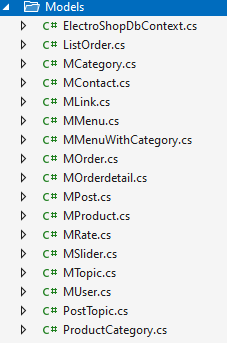 Models
C# ElectroShopDbContext.cs
C# ListOrder.cs
C# MCategory.cs
C# MContact.cs
C# MLink.cs
C# MMenu.cs
C# MMenuWithCategory.cs
C# MOrder.cs
C# MOrderdetail.cs
C# MPost.cs
C# MProduct.cs
C# MRate.cs
C# MSlider.cs
C# MTopic.cs
C# MUser.cs
C# PostTopic.cs
C# ProductCategory.cs